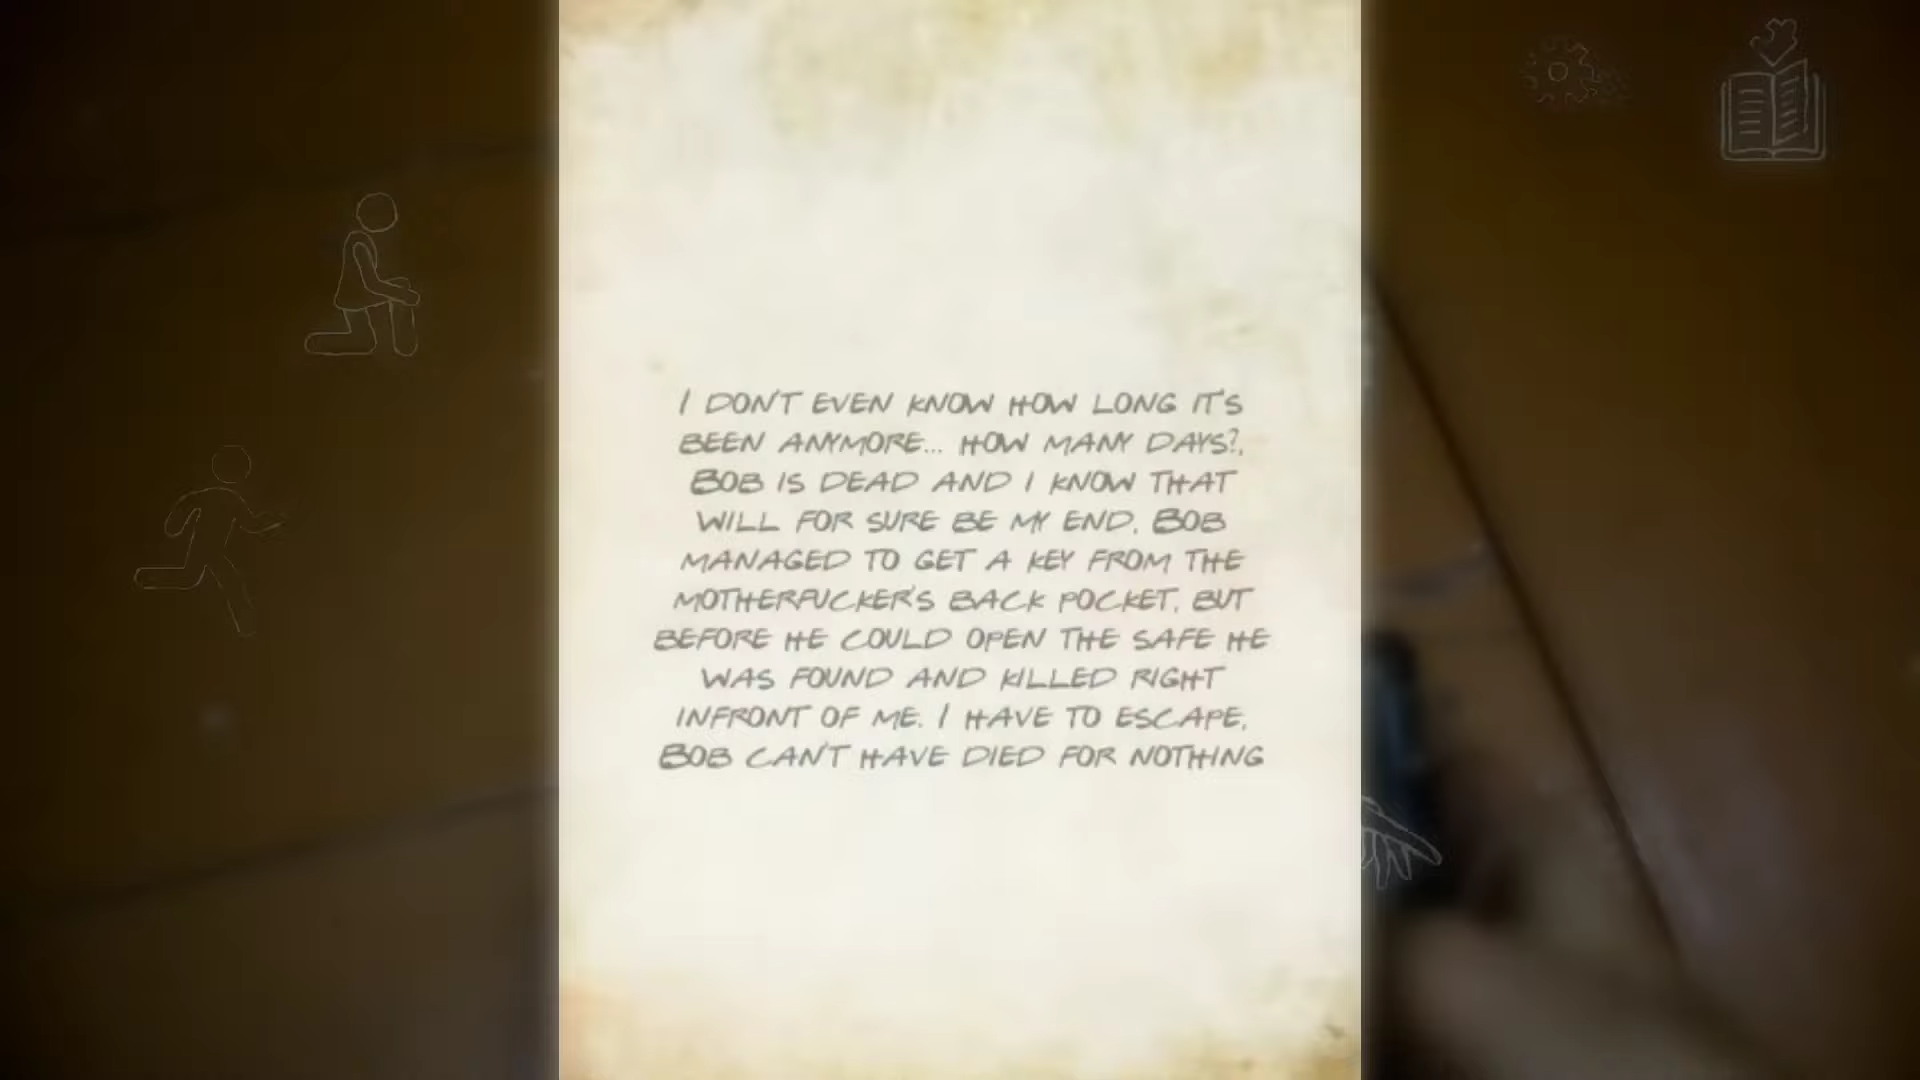 I DON'T EVEN KNOW HOW LONG IT'S
BEEN ANYMORE... HOW MANY DAYS?,
BOB IS DEAD AND I KNOW THAT
WILL FOR SURE BE MY END, BOB
MANAGED TO GET A KEY FROM THE
MOTHERFUCKER'S BACK POCKET, BUT
BEFORE HE COULD OPEN THE SAFE HE
WAS FOUND AND KILLED RIGHT
INFRONT OF ME. I HAVE TO ESCAPE,
BOB CAN'T HAVE DIED FOR NOTHING